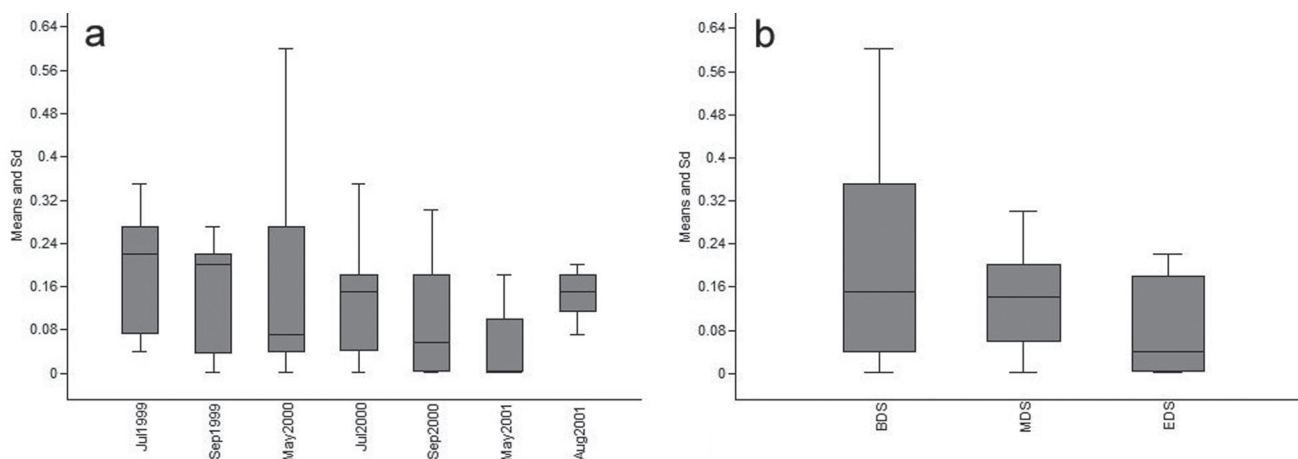 a
0.64
0.56
0.48
0.4
0.32
0.24
0.16
0.08
0
Means and Sd
Jul1999
Sep1999
May2000
Jul2000
Sep2000
May2001
Aug2001
b
0.64
0.56
0.48
0.4
0.32
0.24
0.16
0.08
0
Means and Sd
BDS
MDS
EDS